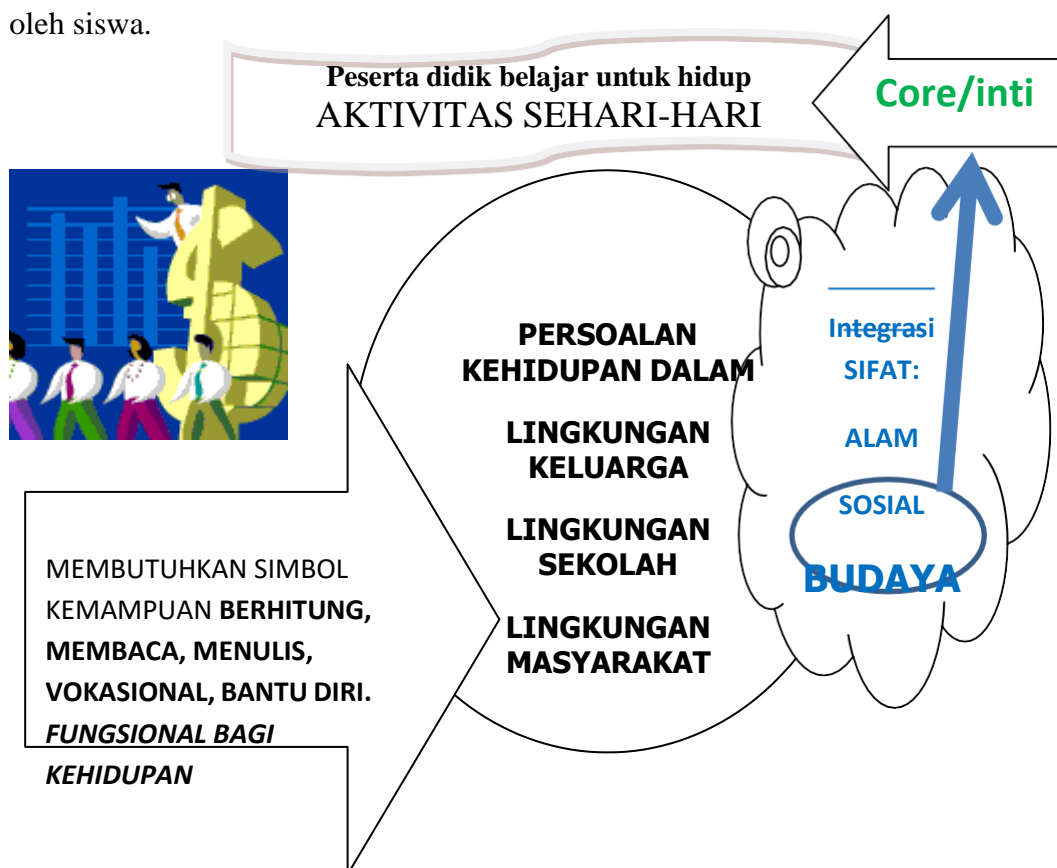 oleh siswa.
Peserta didik belajar untuk hidup
AKTIVITAS SEHARI-HARI
Core/inti
PERSOALAN
KEHIDUPAN DALAM
LINGKUNGAN
KELUARGA
LINGKUNGAN
SEKOLAH
LINGKUNGAN
MASYARAKAT
Integrasi
SIFAT:
ALAM
SOSIAL
BUDAYA
MEMBUTUHKAN SIMBOL
KEMAMPUAN BERHITUNG,
MEMBACA, MENULIS,
VOKASIONAL, BANTU DIRI.
FUNGSIONAL BAGI
KEHIDUPAN